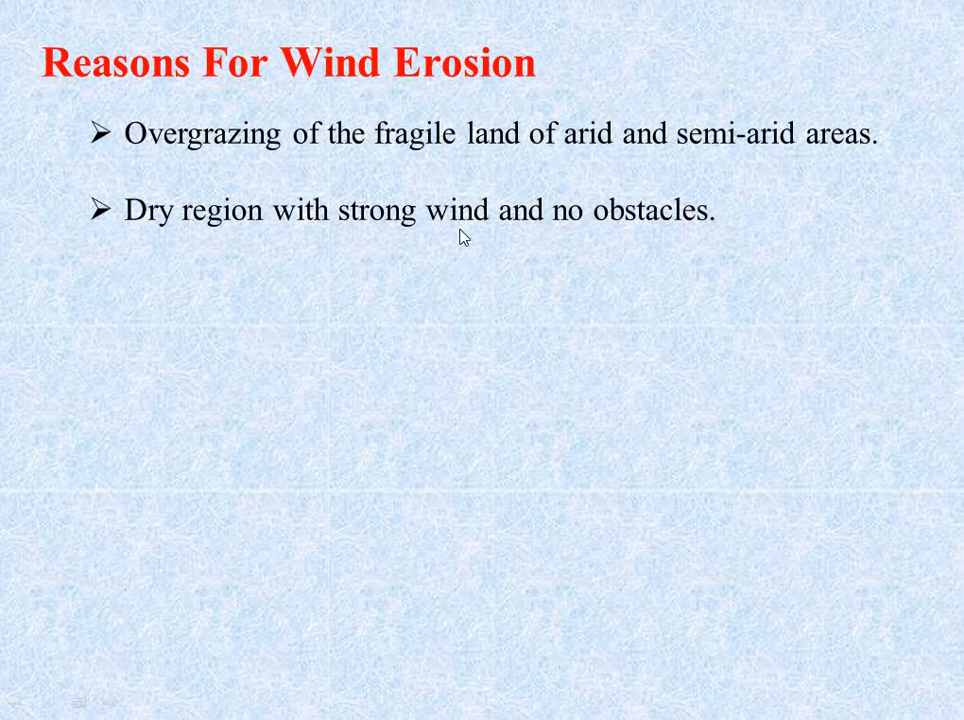 Reasons For Wind Erosion
➢ Overgrazing of the fragile land of arid and semi-arid areas.
➢ Dry region with strong wind and no obstacles.